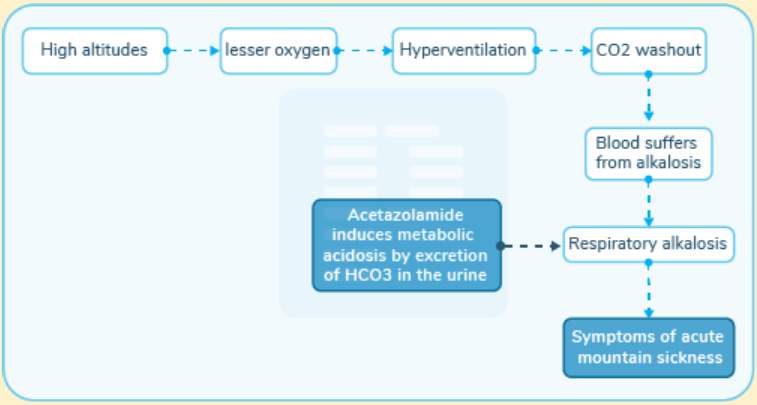 High altitudes
lesser oxygen
Hyperventilation
CO2 washout
Blood suffers
from alkalosis
Acetazolamide
induces metabolic
acidosis by excretion
of HCO3 in the urine
Respiratory alkalosis
Symptoms of acute
mountain sickness